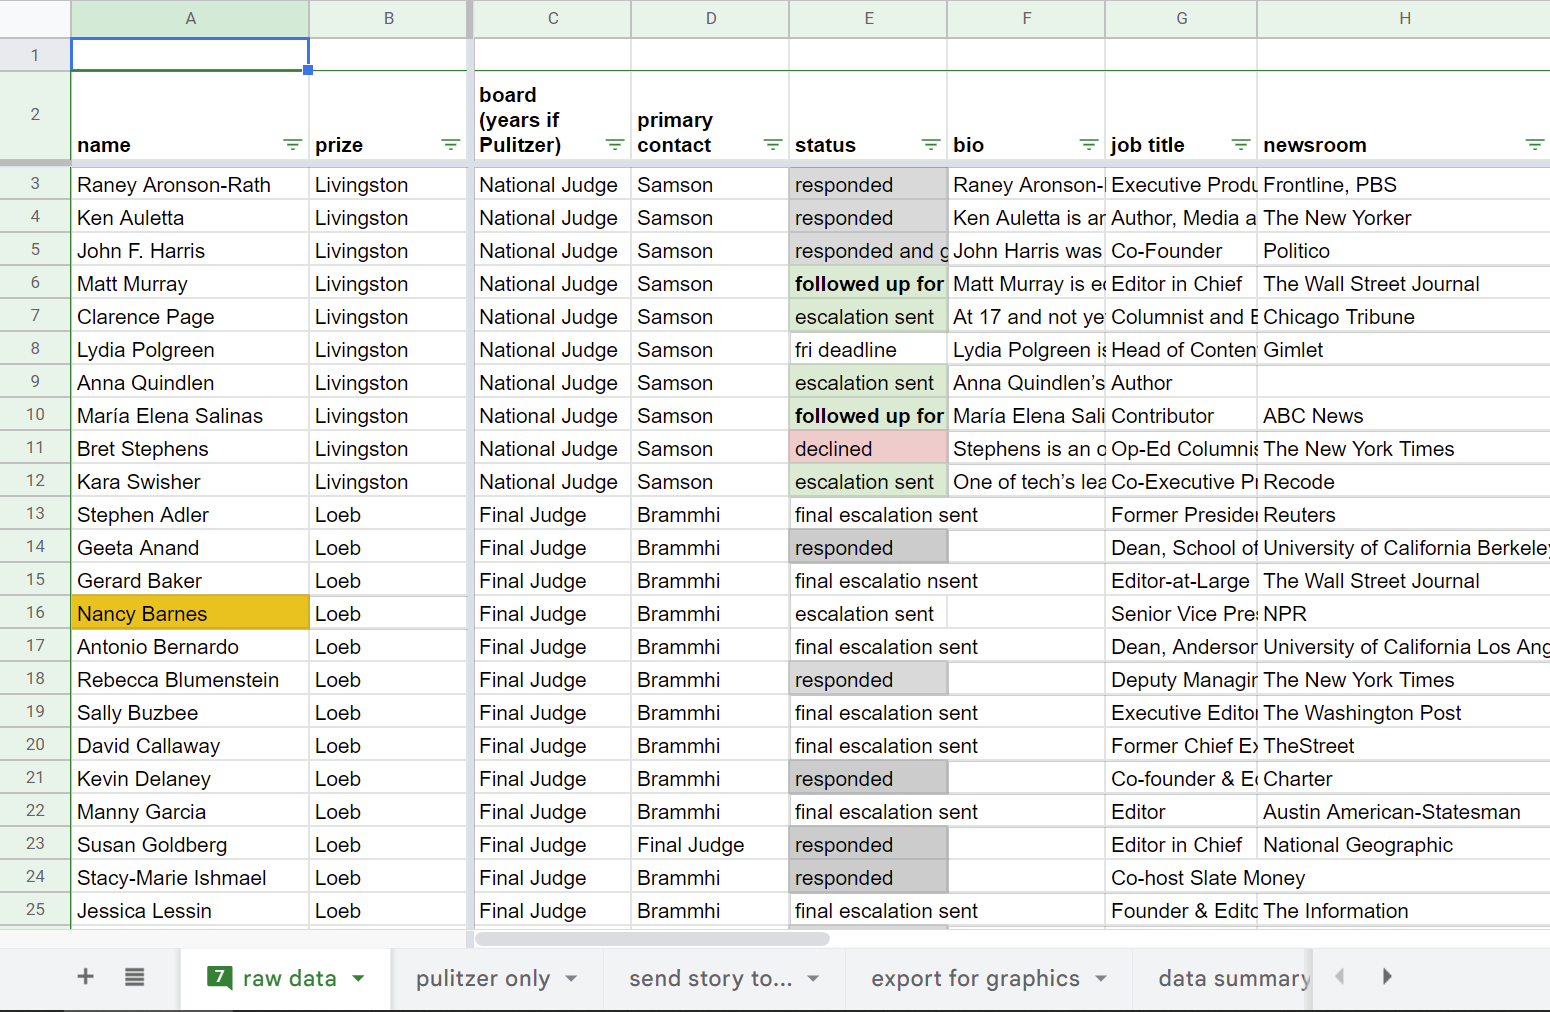 A B C D E F G H
1
2 name prize board (years if Pulitzer) primary contact status bio job title newsroom
3 Raney Aronson-Rath Livingston National Judge Samson responded Raney Aronson- Executive Produ Frontline, PBS
4 Ken Auletta Livingston National Judge Samson responded Ken Auletta is an Author, Media a The New Yorker
5 John F. Harris Livingston National Judge Samson responded and g John Harris was Co-Founder Politico
6 Matt Murray Livingston National Judge Samson followed up for Matt Murray is ed Editor in Chief The Wall Street Journal
7 Clarence Page Livingston National Judge Samson escalation sent At 17 and not ye Columnist and E Chicago Tribune
8 Lydia Polgreen Livingston National Judge Samson fri deadline Lydia Polgreen is Head of Conten Gimlet
9 Anna Quindlen Livingston National Judge Samson escalation sent Anna Quindlen’s Author
10 María Elena Salinas Livingston National Judge Samson followed up for María Elena Sali Contributor ABC News
11 Bret Stephens Livingston National Judge Samson declined Stephens is an o Op-Ed Columnis The New York Times
12 Kara Swisher Livingston National Judge Samson escalation sent One of tech’s lea Co-Executive Pr Recode
13 Stephen Adler Loeb Final Judge Brammhi final escalation sent Former Presider Reuters
14 Geeta Anand Loeb Final Judge Brammhi responded Dean, School of University of California Berkeley
15 Gerard Baker Loeb Final Judge Brammhi final escalatio nsent Editor-at-Large The Wall Street Journal
16 Nancy Barnes Loeb Final Judge Brammhi escalation sent Senior Vice Pres NPR
17 Antonio Bernardo Loeb Final Judge Brammhi final escalation sent Dean, Anderson University of California Los Ang
18 Rebecca Blumenstein Loeb Final Judge Brammhi responded Deputy Managin The New York Times
19 Sally Buzbee Loeb Final Judge Brammhi final escalation sent Executive Editor The Washington Post
20 David Callaway Loeb Final Judge Brammhi final escalation sent Former Chief Ex TheStreet
21 Kevin Delaney Loeb Final Judge Brammhi responded Co-founder & Ed Charter
22 Manny Garcia Loeb Final Judge Brammhi final escalation sent Editor Austin American-Statesman
23 Susan Goldberg Loeb Final Judge Final Judge responded Editor in Chief National Geographic
24 Stacy-Marie Ishmael Loeb Final Judge Brammhi responded Co-host Slate Money
25 Jessica Lessin Loeb Final Judge Brammhi final escalation sent Founder & Edito The Information
+ 7 raw data pulitzer only send story to... export for graphics data summary